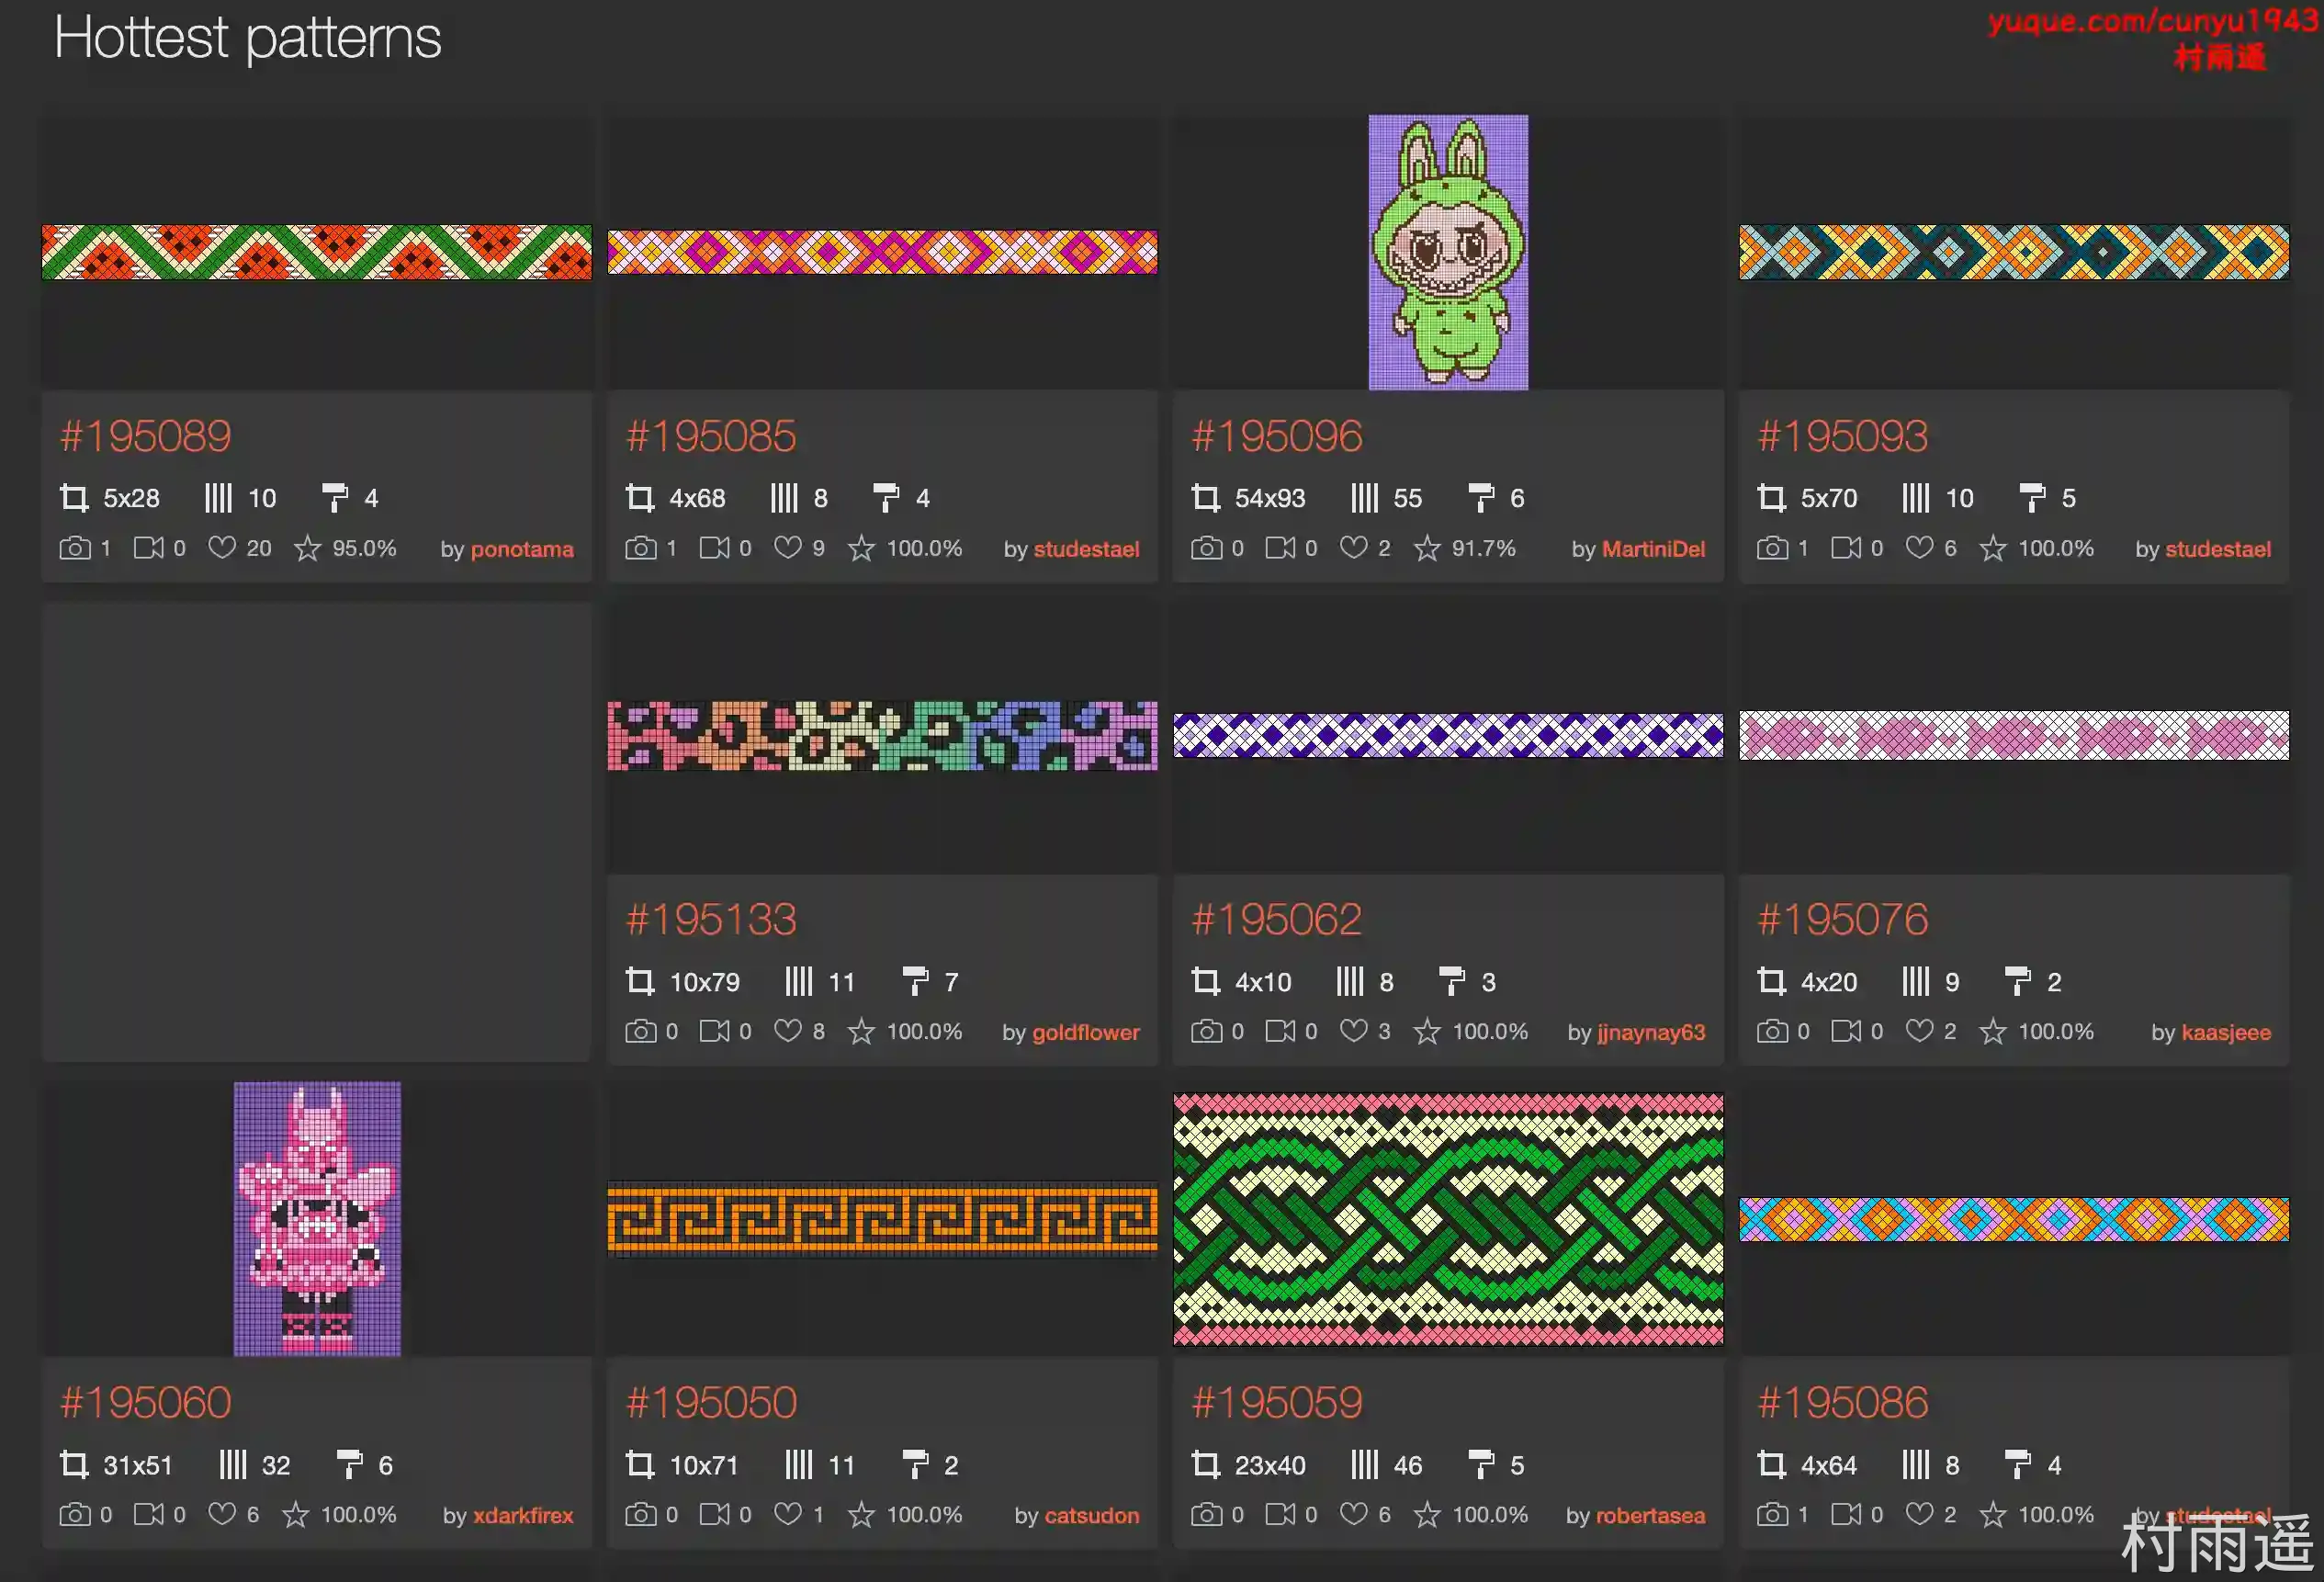 Hottest patterns
yuque.com/cunyu1943
村雨遥
#195089
5x28 10 4
1 0 20 95.0% by ponotama
#195085
4x68 8 4
1 0 9 100.0% by studestael
#195096
54x93 55 6
0 0 2 91.7% by MartiniDel
#195093
5x70 10 5
1 0 6 100.0% by studestael
#195133
10x79 11 7
0 0 8 100.0% by goldflower
#195062
4x10 8 3
0 0 3 100.0% by jjnaynay63
#195076
4x20 9 2
0 0 2 100.0% by kaasjeee
#195060
31x51 32 6
0 0 6 100.0% by xdarkfirex
#195050
10x71 11 2
0 0 1 100.0% by catsudon
#195059
23x40 46 5
0 0 6 100.0% by robertasea
#195086
4x64 8 4
1 0 2 100.0% by studestael
村雨遥